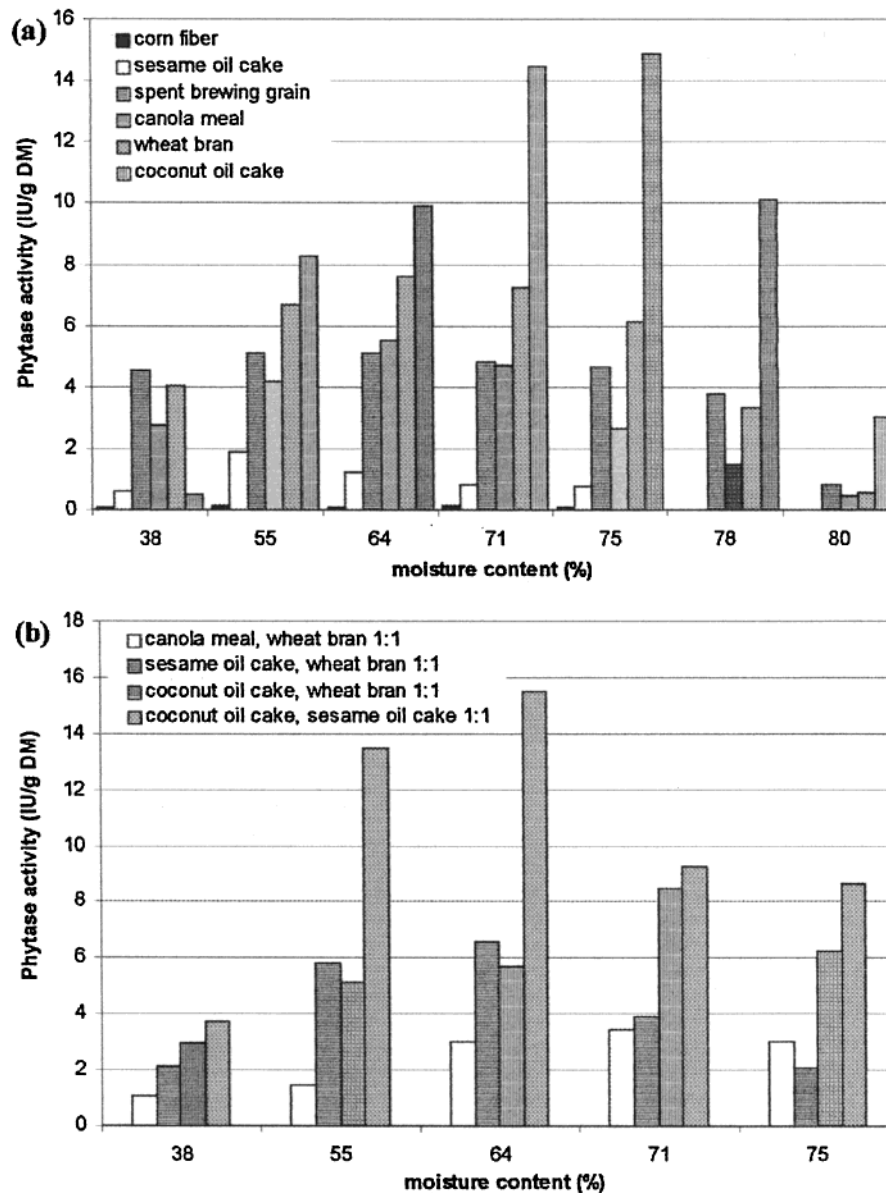 (a)
16
14
12
10
8
6
4
2
0
Phytase activity (IU/g DM)
corn fiber
sesame oil cake
spent brewing grain
canola meal
wheat bran
coconut oil cake
38 55 64 71 75 78 80
moisture content (%)
(b)
18
16
14
12
10
8
6
4
2
0
Phytase activity (IU/g DM)
canola meal, wheat bran 1:1
sesame oil cake, wheat bran 1:1
coconut oil cake, wheat bran 1:1
coconut oil cake, sesame oil cake 1:1
38 55 64 71 75
moisture content (%)